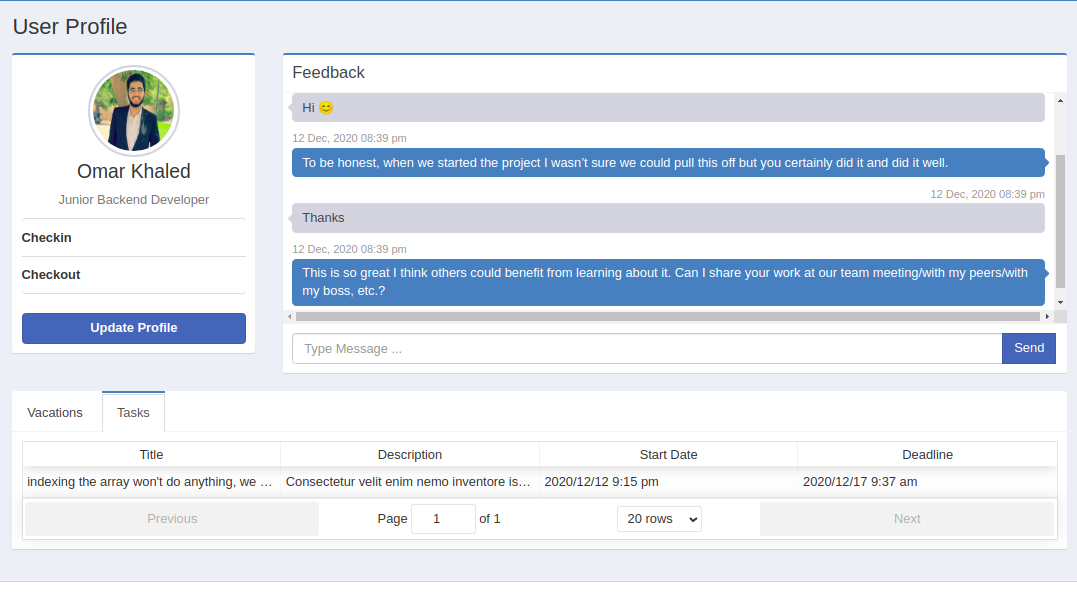 User Profile
Omar Khaled
Junior Backend Developer
Checkin
Checkout
Update Profile
Feedback
Hi 😊
12 Dec, 2020 08:39 pm
To be honest, when we started the project I wasn't sure we could pull this off but you certainly did it and did it well.
12 Dec, 2020 08:39 pm
Thanks
12 Dec, 2020 08:39 pm
This is so great I think others could benefit from learning about it. Can I share your work at our team meeting/with my peers/with
my boss, etc.?
Type Message ...
Send
Vacations Tasks
Title Description Start Date Deadline
indexing the array won't do anything, we ... Consectetur velit enim nemo inventore is... 2020/12/12 9:15 pm 2020/12/17 9:37 am
Previous Page 1 of 1 20 rows Next